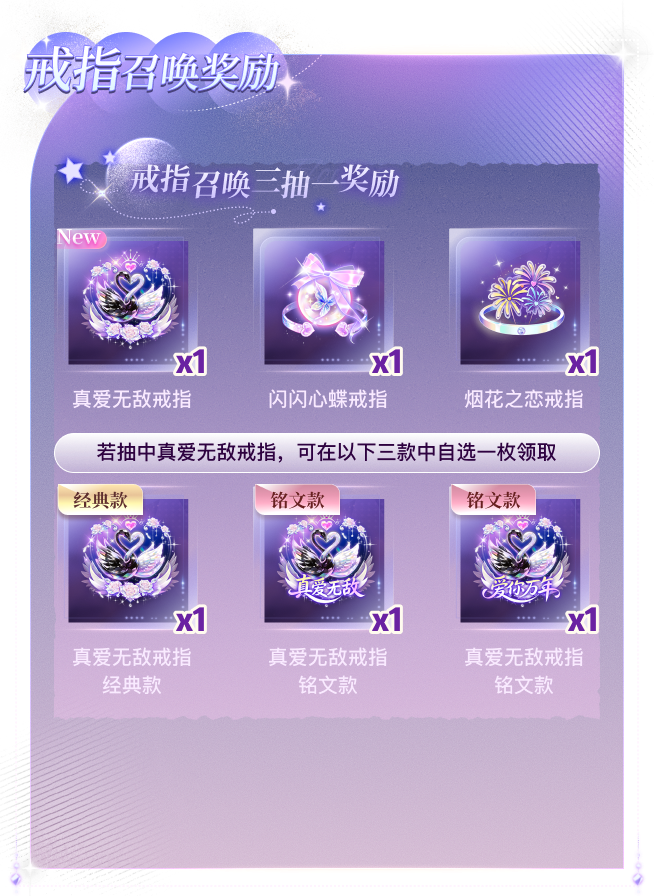 戒指召唤奖励
戒指召唤三抽一奖励
New
x1
x1
x1
真爱无敌戒指
闪闪心蝶戒指
烟花之恋戒指
若抽中真爱无敌戒指，可在以下三款中自选一枚领取
经典款
铭文款
铭文款
真爱无敌
爱你万年
x1
x1
x1
真爱无敌戒指
经典款
真爱无敌戒指
铭文款
真爱无敌戒指
铭文款